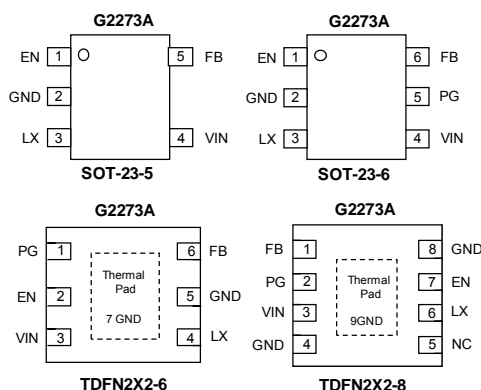 G2273A
EN 1 5 FB
GND 2
LX 3 4 VIN
SOT-23-5
G2273A
EN 1 6 FB
GND 2 5 PG
LX 3 4 VIN
SOT-23-6
G2273A
PG 1 6 FB
Thermal
Pad
EN 2 5 GND
7 GND
VIN 3 4 LX
TDFN2X2-6
G2273A
FB 1 8 GND
Thermal
PG 2 7 EN
Pad
VIN 3 6 LX
9GND
GND 4 5 NC
TDFN2X2-8